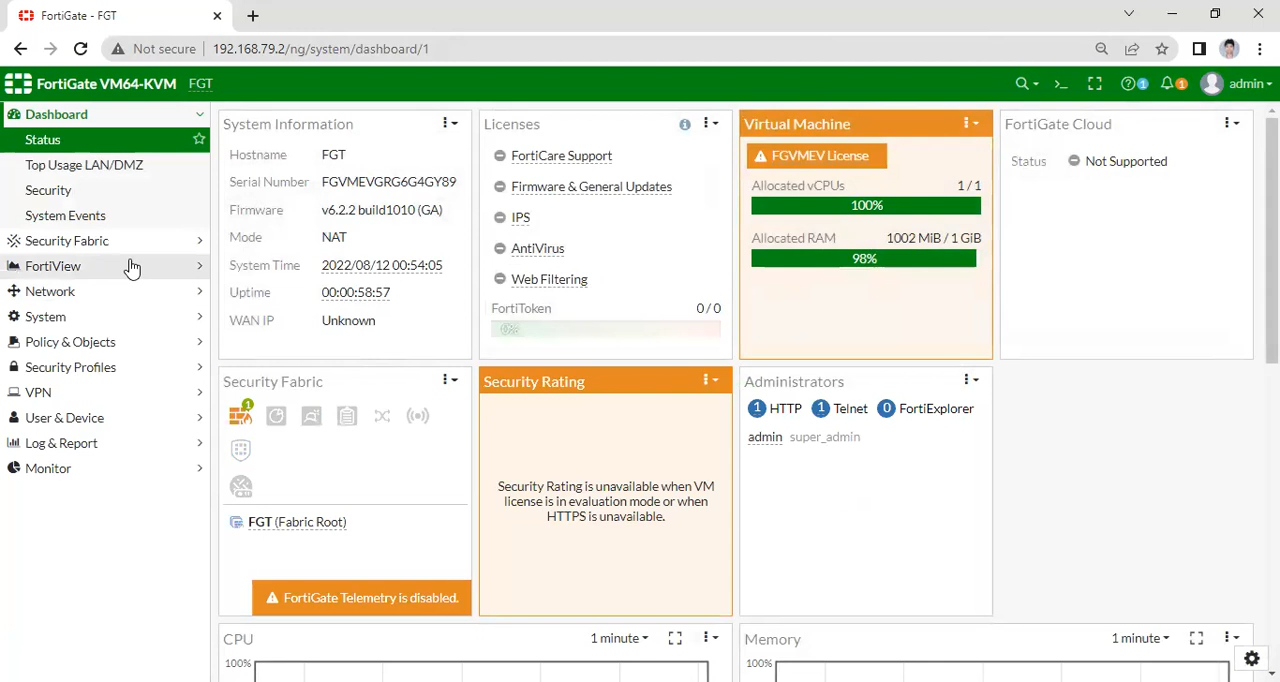 FortiGate - FGT
Not secure 192.168.79.2/ng/system/dashboard/1
FortiGate VM64-KVM FGT
1 1 admin
Dashboard
Status
Top Usage LAN/DMZ
Security
System Events
Security Fabric
FortiView
Network
System
Policy & Objects
Security Profiles
VPN
User & Device
Log & Report
Monitor
System Information
Hostname FGT
Serial Number FGVMEVGRG6G4GY89
Firmware v6.2.2 build1010 (GA)
Mode NAT
System Time 2022/08/12 00:54:05
Uptime 00:00:58:57
WAN IP Unknown
Licenses
FortiCare Support
Firmware & General Updates
IPS
AntiVirus
Web Filtering
FortiToken 0/0
0%
Virtual Machine
FGVMEV License
Allocated vCPUs 1/1
100%
Allocated RAM 1002 MiB / 1 GiB
98%
FortiGate Cloud
Status Not Supported
Security Fabric
1
FGT (Fabric Root)
FortiGate Telemetry is disabled.
Security Rating
Security Rating is unavailable when VM
license is in evaluation mode or when
HTTPS is unavailable.
Administrators
1 HTTP 1 Telnet 0 FortiExplorer
admin super_admin
CPU 1 minute
100%
Memory 1 minute
100%